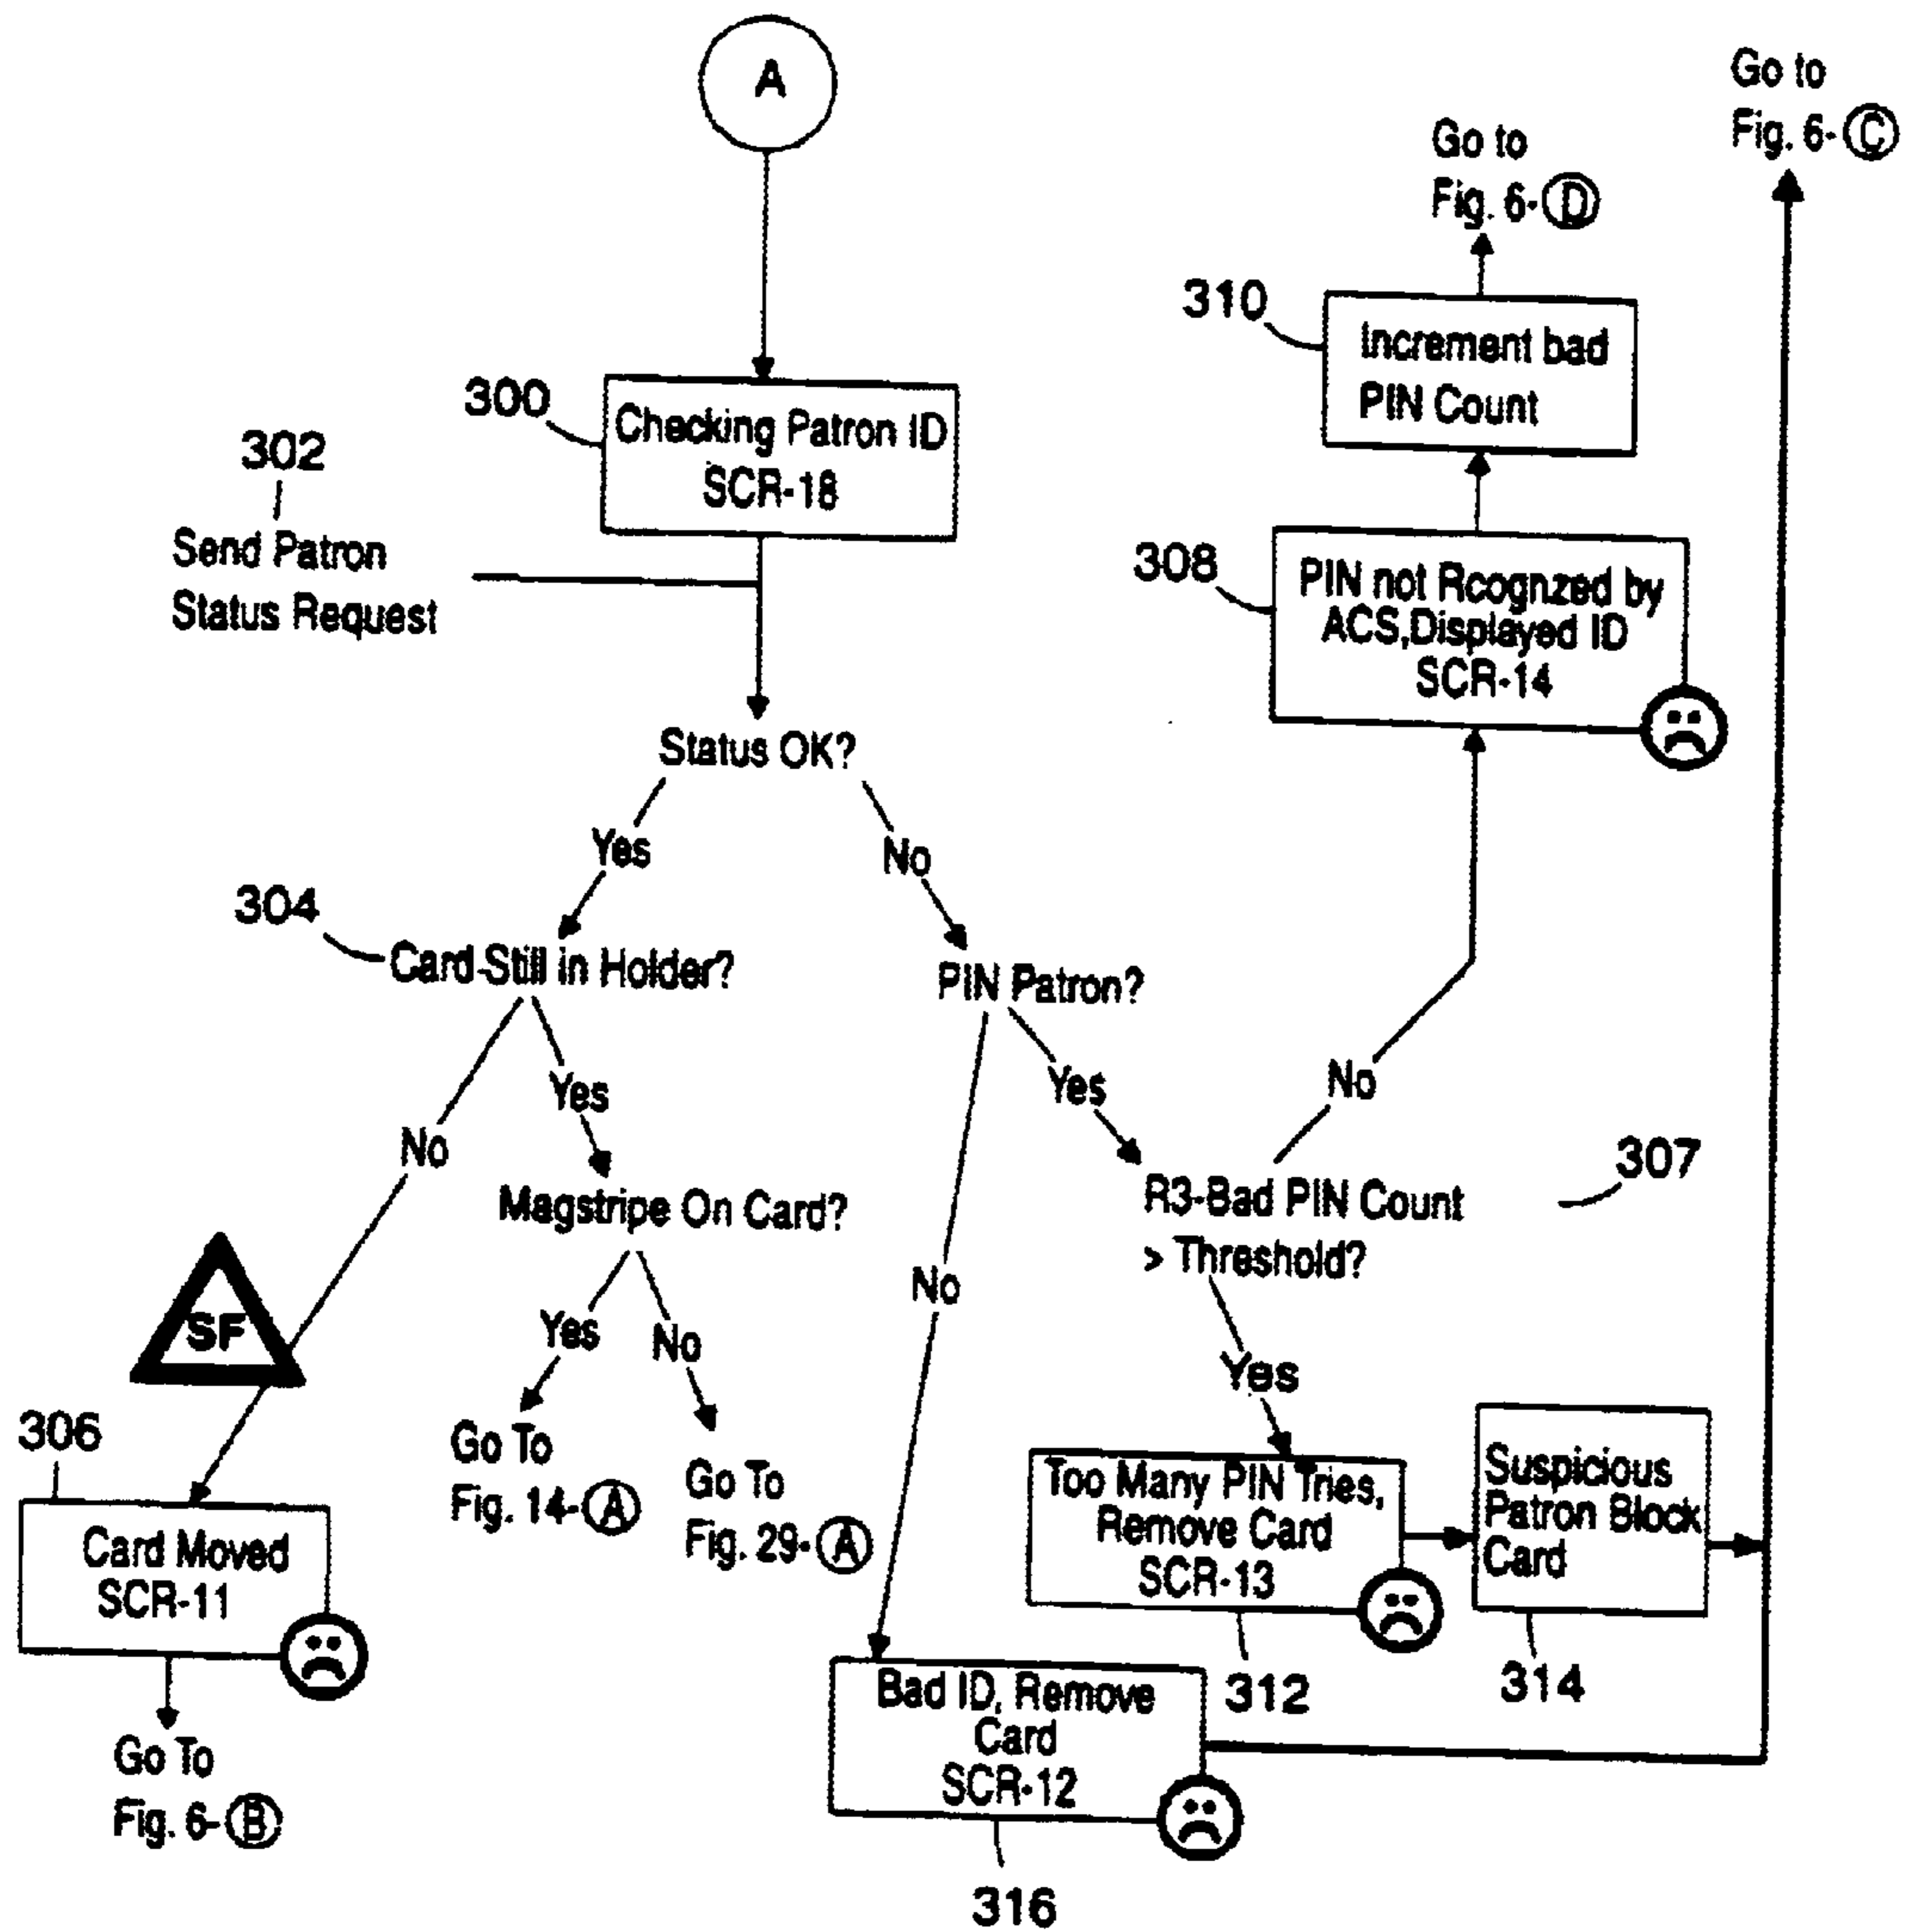 A
Go to
Fig. 6-C
Go to
Fig. 6-D
310
Increment bad
PIN Count
300
Checking Patron ID
SCR-18
302
Send Patron
Status Request
308
PIN not Rcognzed by
ACS,Displayed ID
SCR-14
Status OK?
Yes
No
304
Card Still in Holder?
PIN Patron?
Yes
No
Yes
No
307
R3-Bad PIN Count
> Threshold?
Magstripe On Card?
No
SF
Yes
No
Yes
306
Card Moved
SCR-11
Go To
Fig. 14-A
Go To
Fig. 29-A
Too Many PIN Tries,
Remove Card
SCR-13
Suspicious
Patron Block
Card
312
314
Go To
Fig. 6-B
Bad ID, Remove
Card
SCR-12
316